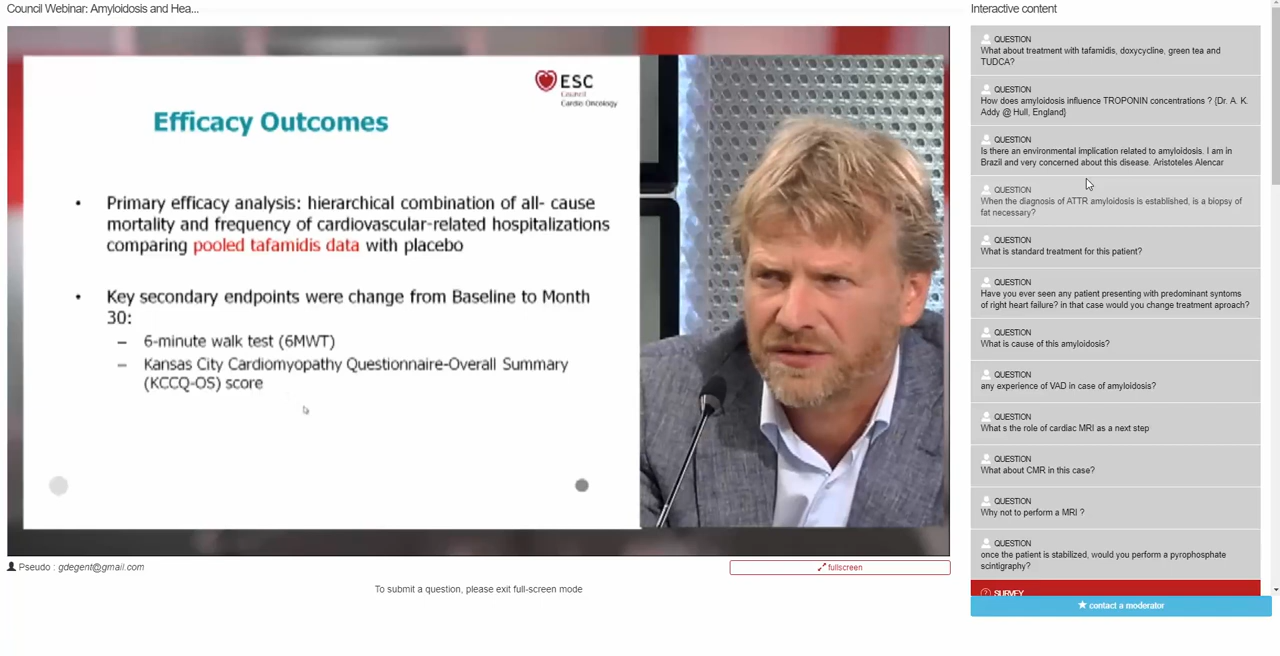 Council Webinar: Amyloidosis and Hea...
ESC
Council
Cardio Oncology
Efficacy Outcomes
• Primary efficacy analysis: hierarchical combination of all- cause
mortality and frequency of cardiovascular-related hospitalizations
comparing pooled tafamidis data with placebo
• Key secondary endpoints were change from Baseline to Month
30:
– 6-minute walk test (6MWT)
– Kansas City Cardiomyopathy Questionnaire-Overall Summary
(KCCQ-OS) score
Pseudo : gdegent@gmail.com
fullscreen
To submit a question, please exit full-screen mode
Interactive content
QUESTION
What about treatment with tafamidis, doxycycline, green tea and
TUDCA?
QUESTION
How does amyloidosis influence TROPONIN concentrations ? {Dr. A. K.
Addy @ Hull, England}
QUESTION
Is there an environmental implication related to amyloidosis. I am in
Brazil and very concerned about this disease. Aristoteles Alencar
QUESTION
When the diagnosis of ATTR amyloidosis is established, is a biopsy of
fat necessary?
QUESTION
What is standard treatment for this patient?
QUESTION
Have you ever seen any patient presenting with predominant syntoms
of right heart failure? in that case would you change treatment aproach?
QUESTION
What is cause of this amyloidosis?
QUESTION
any experience of VAD in case of amyloidosis?
QUESTION
What s the role of cardiac MRI as a next step
QUESTION
What about CMR in this case?
QUESTION
Why not to perform a MRI ?
QUESTION
once the patient is stabilized, would you perform a pyrophosphate
scintigraphy?
SURVEY
contact a moderator